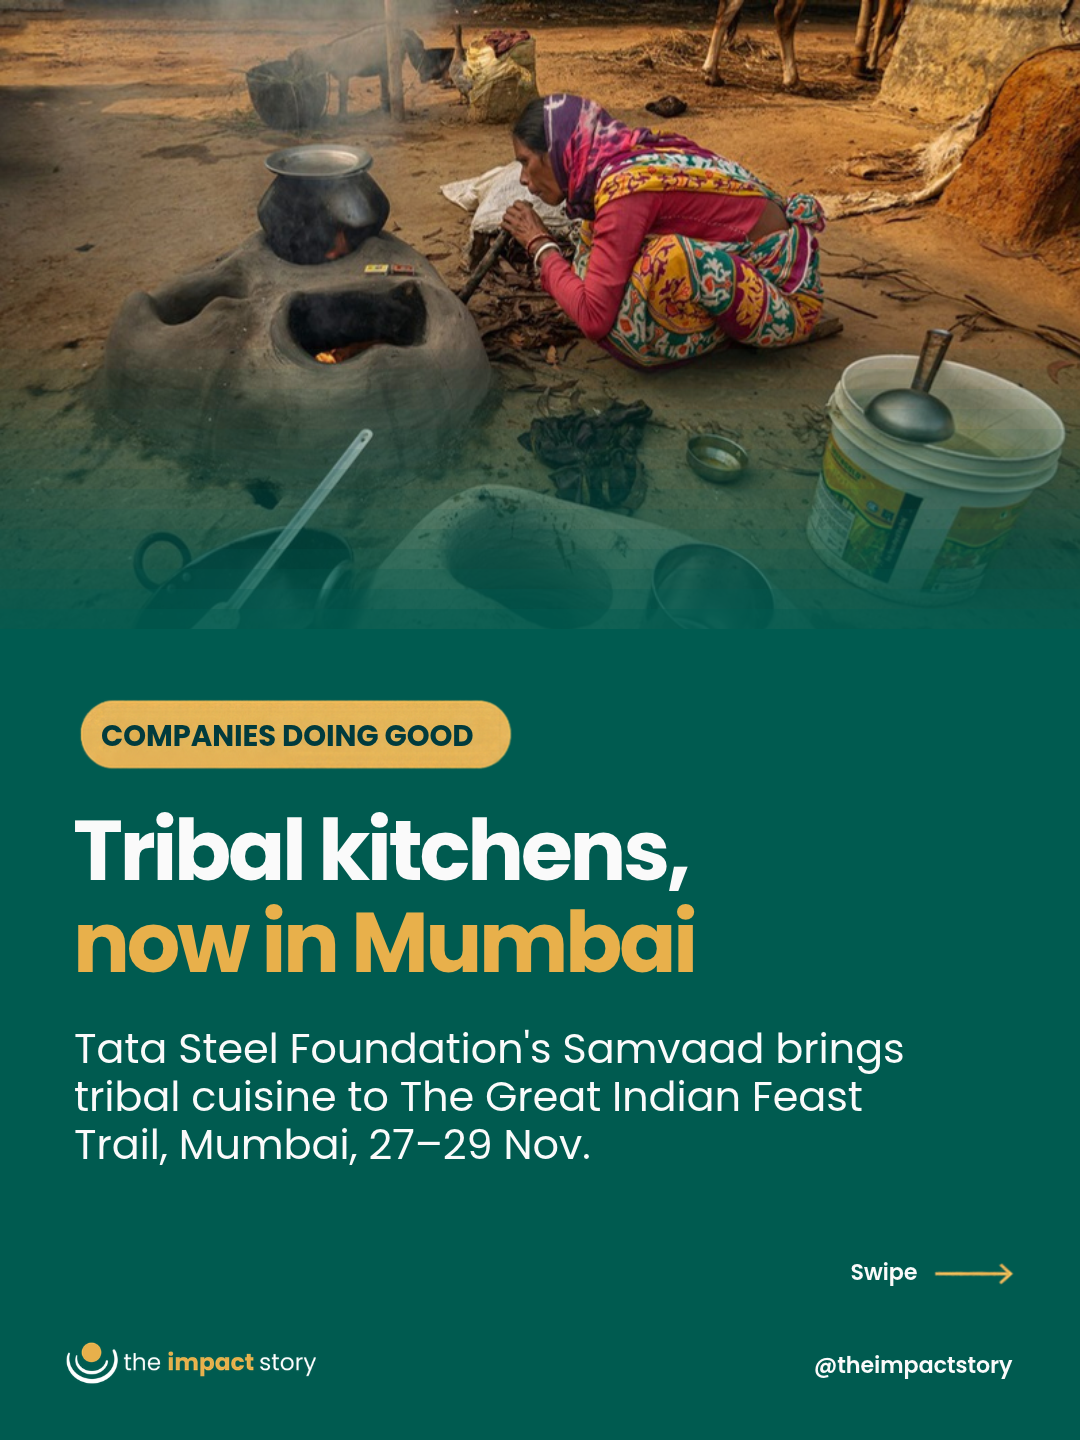 COMPANIES DOING GOOD
Tribal kitchens,
now in Mumbai
Tata Steel Foundation's Samvaad brings
tribal cuisine to The Great Indian Feast
Trail, Mumbai, 27–29 Nov.
Swipe
the impact story
@theimpactstory